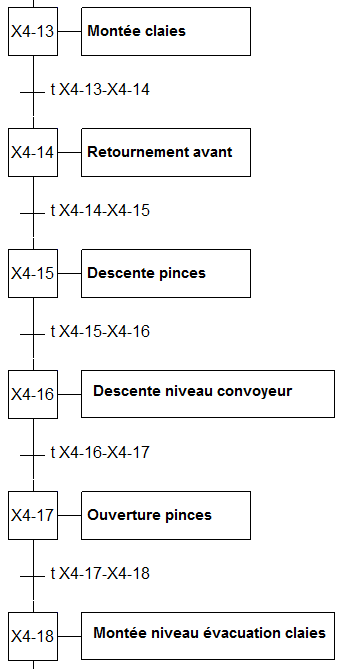 X4-13 Montée claies
t X4-13-X4-14
X4-14 Retournement avant
t X4-14-X4-15
X4-15 Descente pinces
t X4-15-X4-16
X4-16 Descente niveau convoyeur
t X4-16-X4-17
X4-17 Ouverture pinces
t X4-17-X4-18
X4-18 Montée niveau évacuation claies